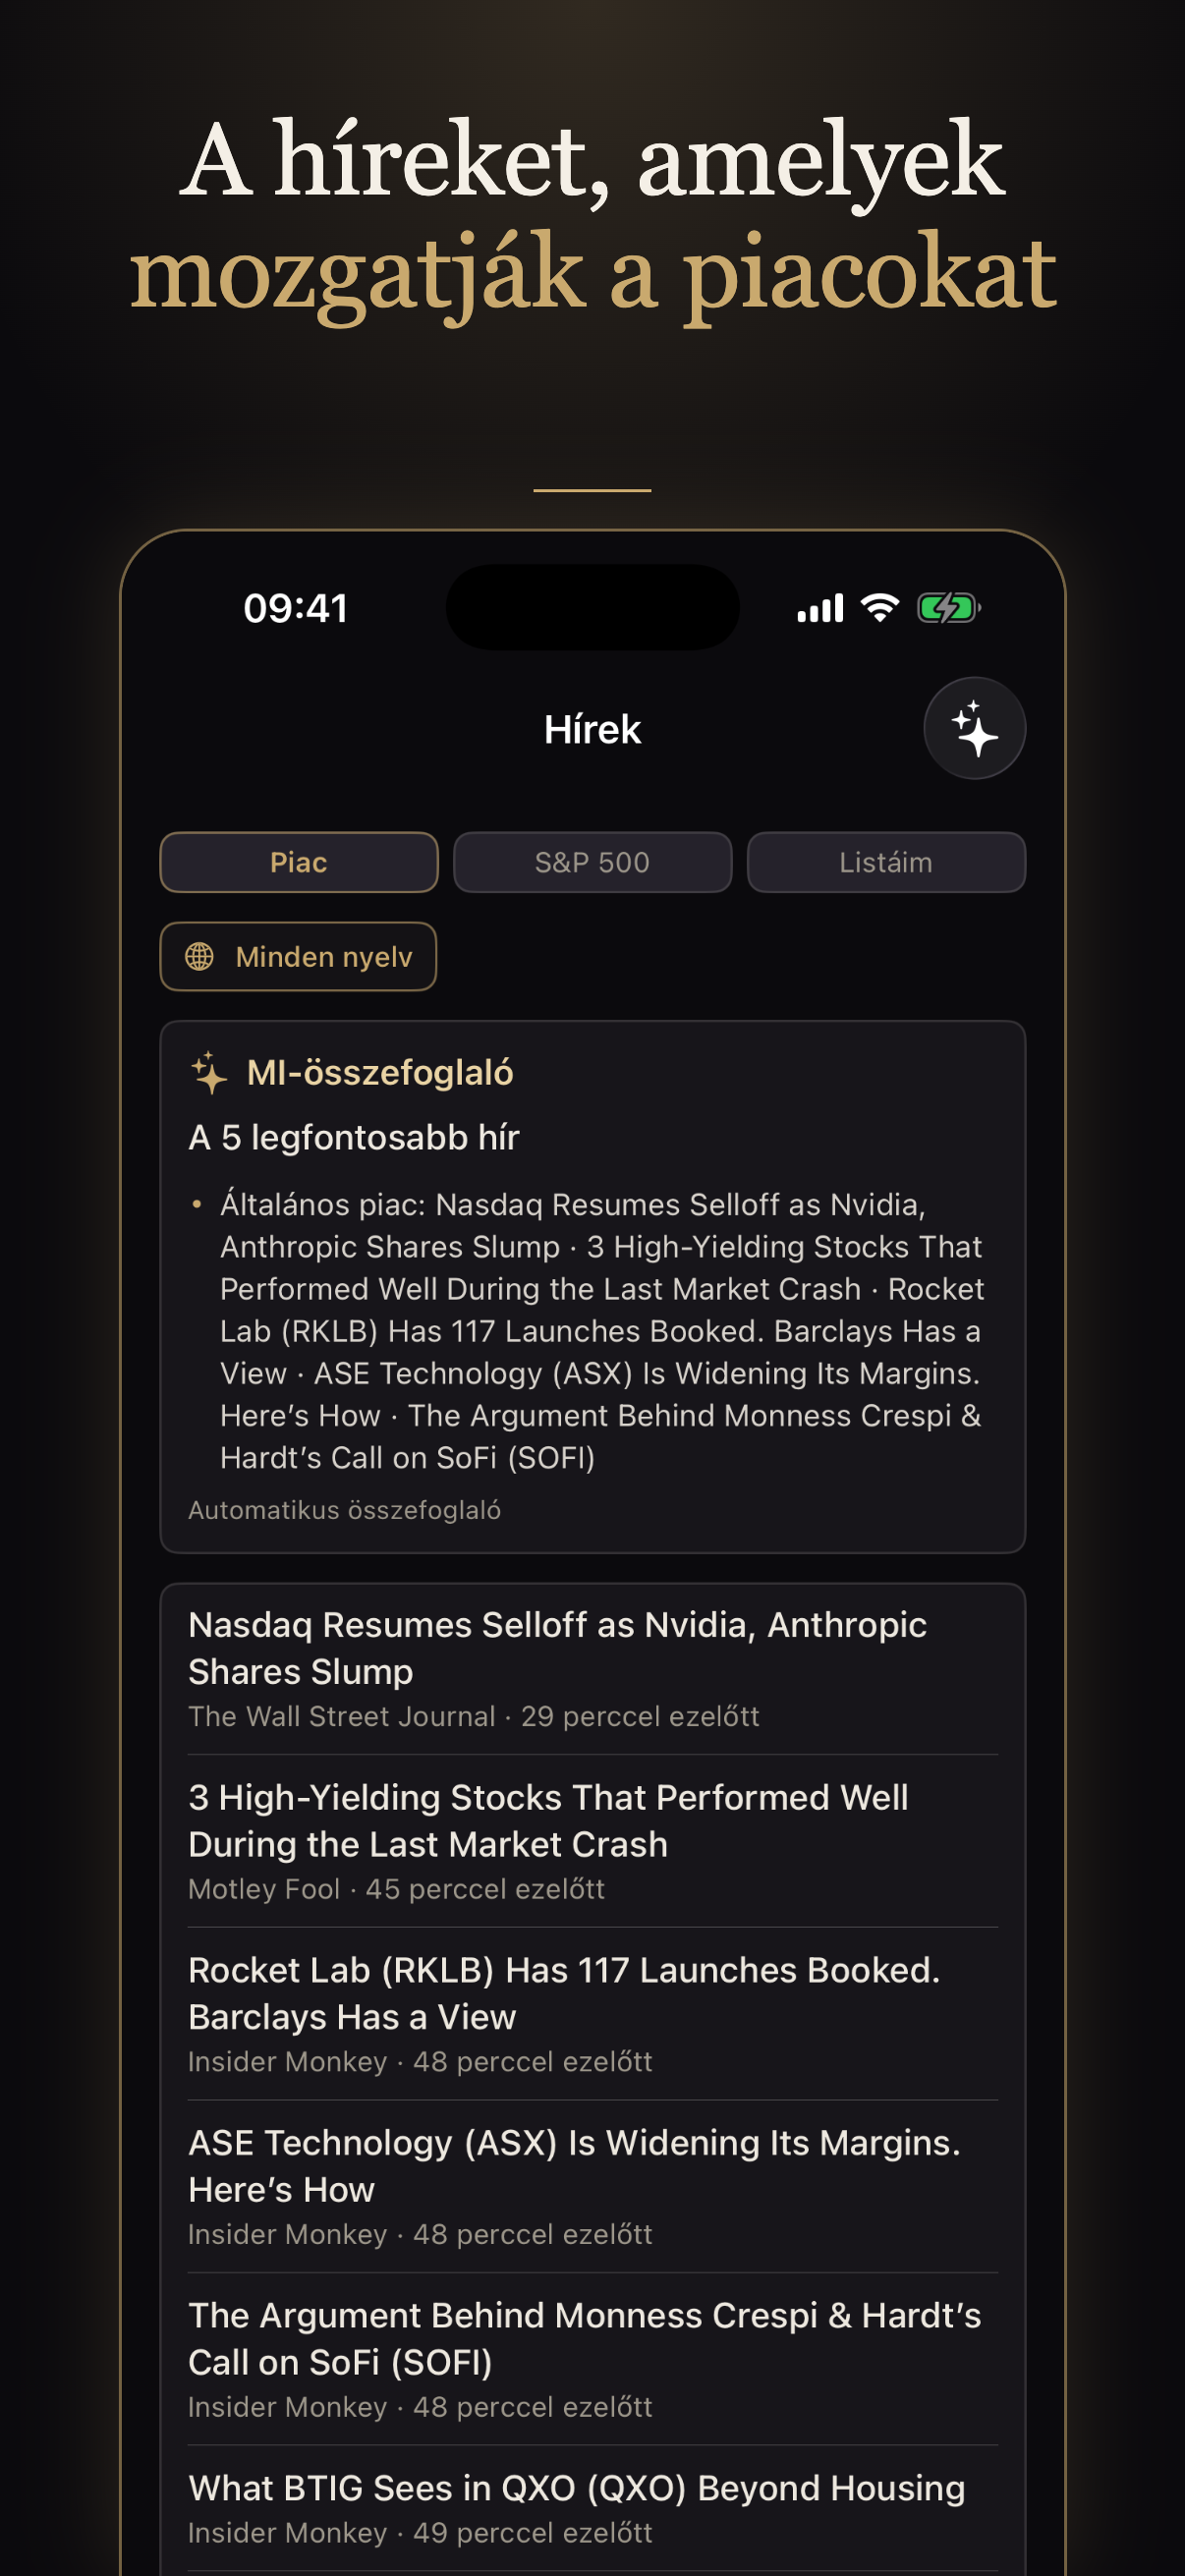 A híreket, amelyek
mozgatják a piacokat
09:41
Hírek
Piac
S&P 500
Listáim
Minden nyelv
MI-összefoglaló
A 5 legfontosabb hír
• Általános piac: Nasdaq Resumes Selloff as Nvidia,
Anthropic Shares Slump · 3 High-Yielding Stocks That
Performed Well During the Last Market Crash · Rocket
Lab (RKLB) Has 117 Launches Booked. Barclays Has a
View · ASE Technology (ASX) Is Widening Its Margins.
Here’s How · The Argument Behind Monness Crespi &
Hardt’s Call on SoFi (SOFI)
Automatikus összefoglaló
Nasdaq Resumes Selloff as Nvidia, Anthropic
Shares Slump
The Wall Street Journal · 29 perccel ezelőtt
3 High-Yielding Stocks That Performed Well
During the Last Market Crash
Motley Fool · 45 perccel ezelőtt
Rocket Lab (RKLB) Has 117 Launches Booked.
Barclays Has a View
Insider Monkey · 48 perccel ezelőtt
ASE Technology (ASX) Is Widening Its Margins.
Here’s How
Insider Monkey · 48 perccel ezelőtt
The Argument Behind Monness Crespi & Hardt’s
Call on SoFi (SOFI)
Insider Monkey · 48 perccel ezelőtt
What BTIG Sees in QXO (QXO) Beyond Housing
Insider Monkey · 49 perccel ezelőtt